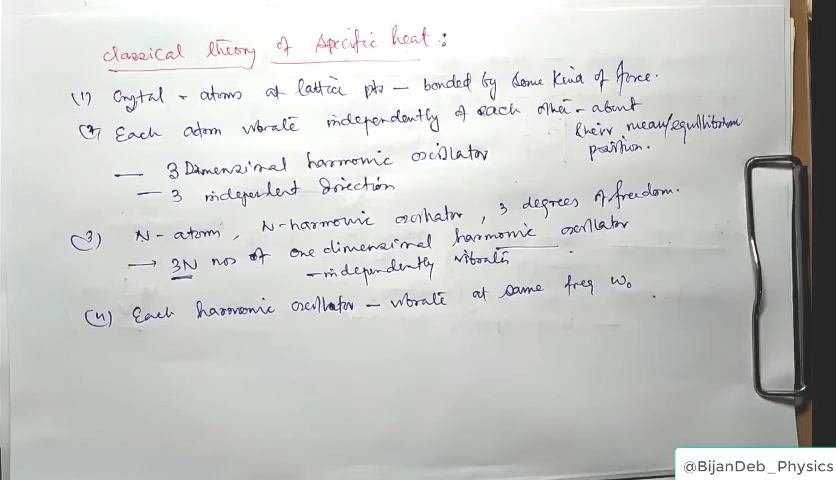 classical theory of specific heat :
(1) Crystal - atoms at lattice pts - bonded by some kind of force.
(2) Each atom vibrate independently of each other - about their mean/equillibrium position.
— 3 Dimensional harmonic oscillator
— 3 independent direction
(3) N - atom, N - harmonic oscillator, 3 degrees of freedom.
→ 3N nos of one dimensional harmonic oscillator
- independently vibrate
(4) Each harmonic oscillator - vibrate at same freq ω₀.
@BijanDeb_Physics